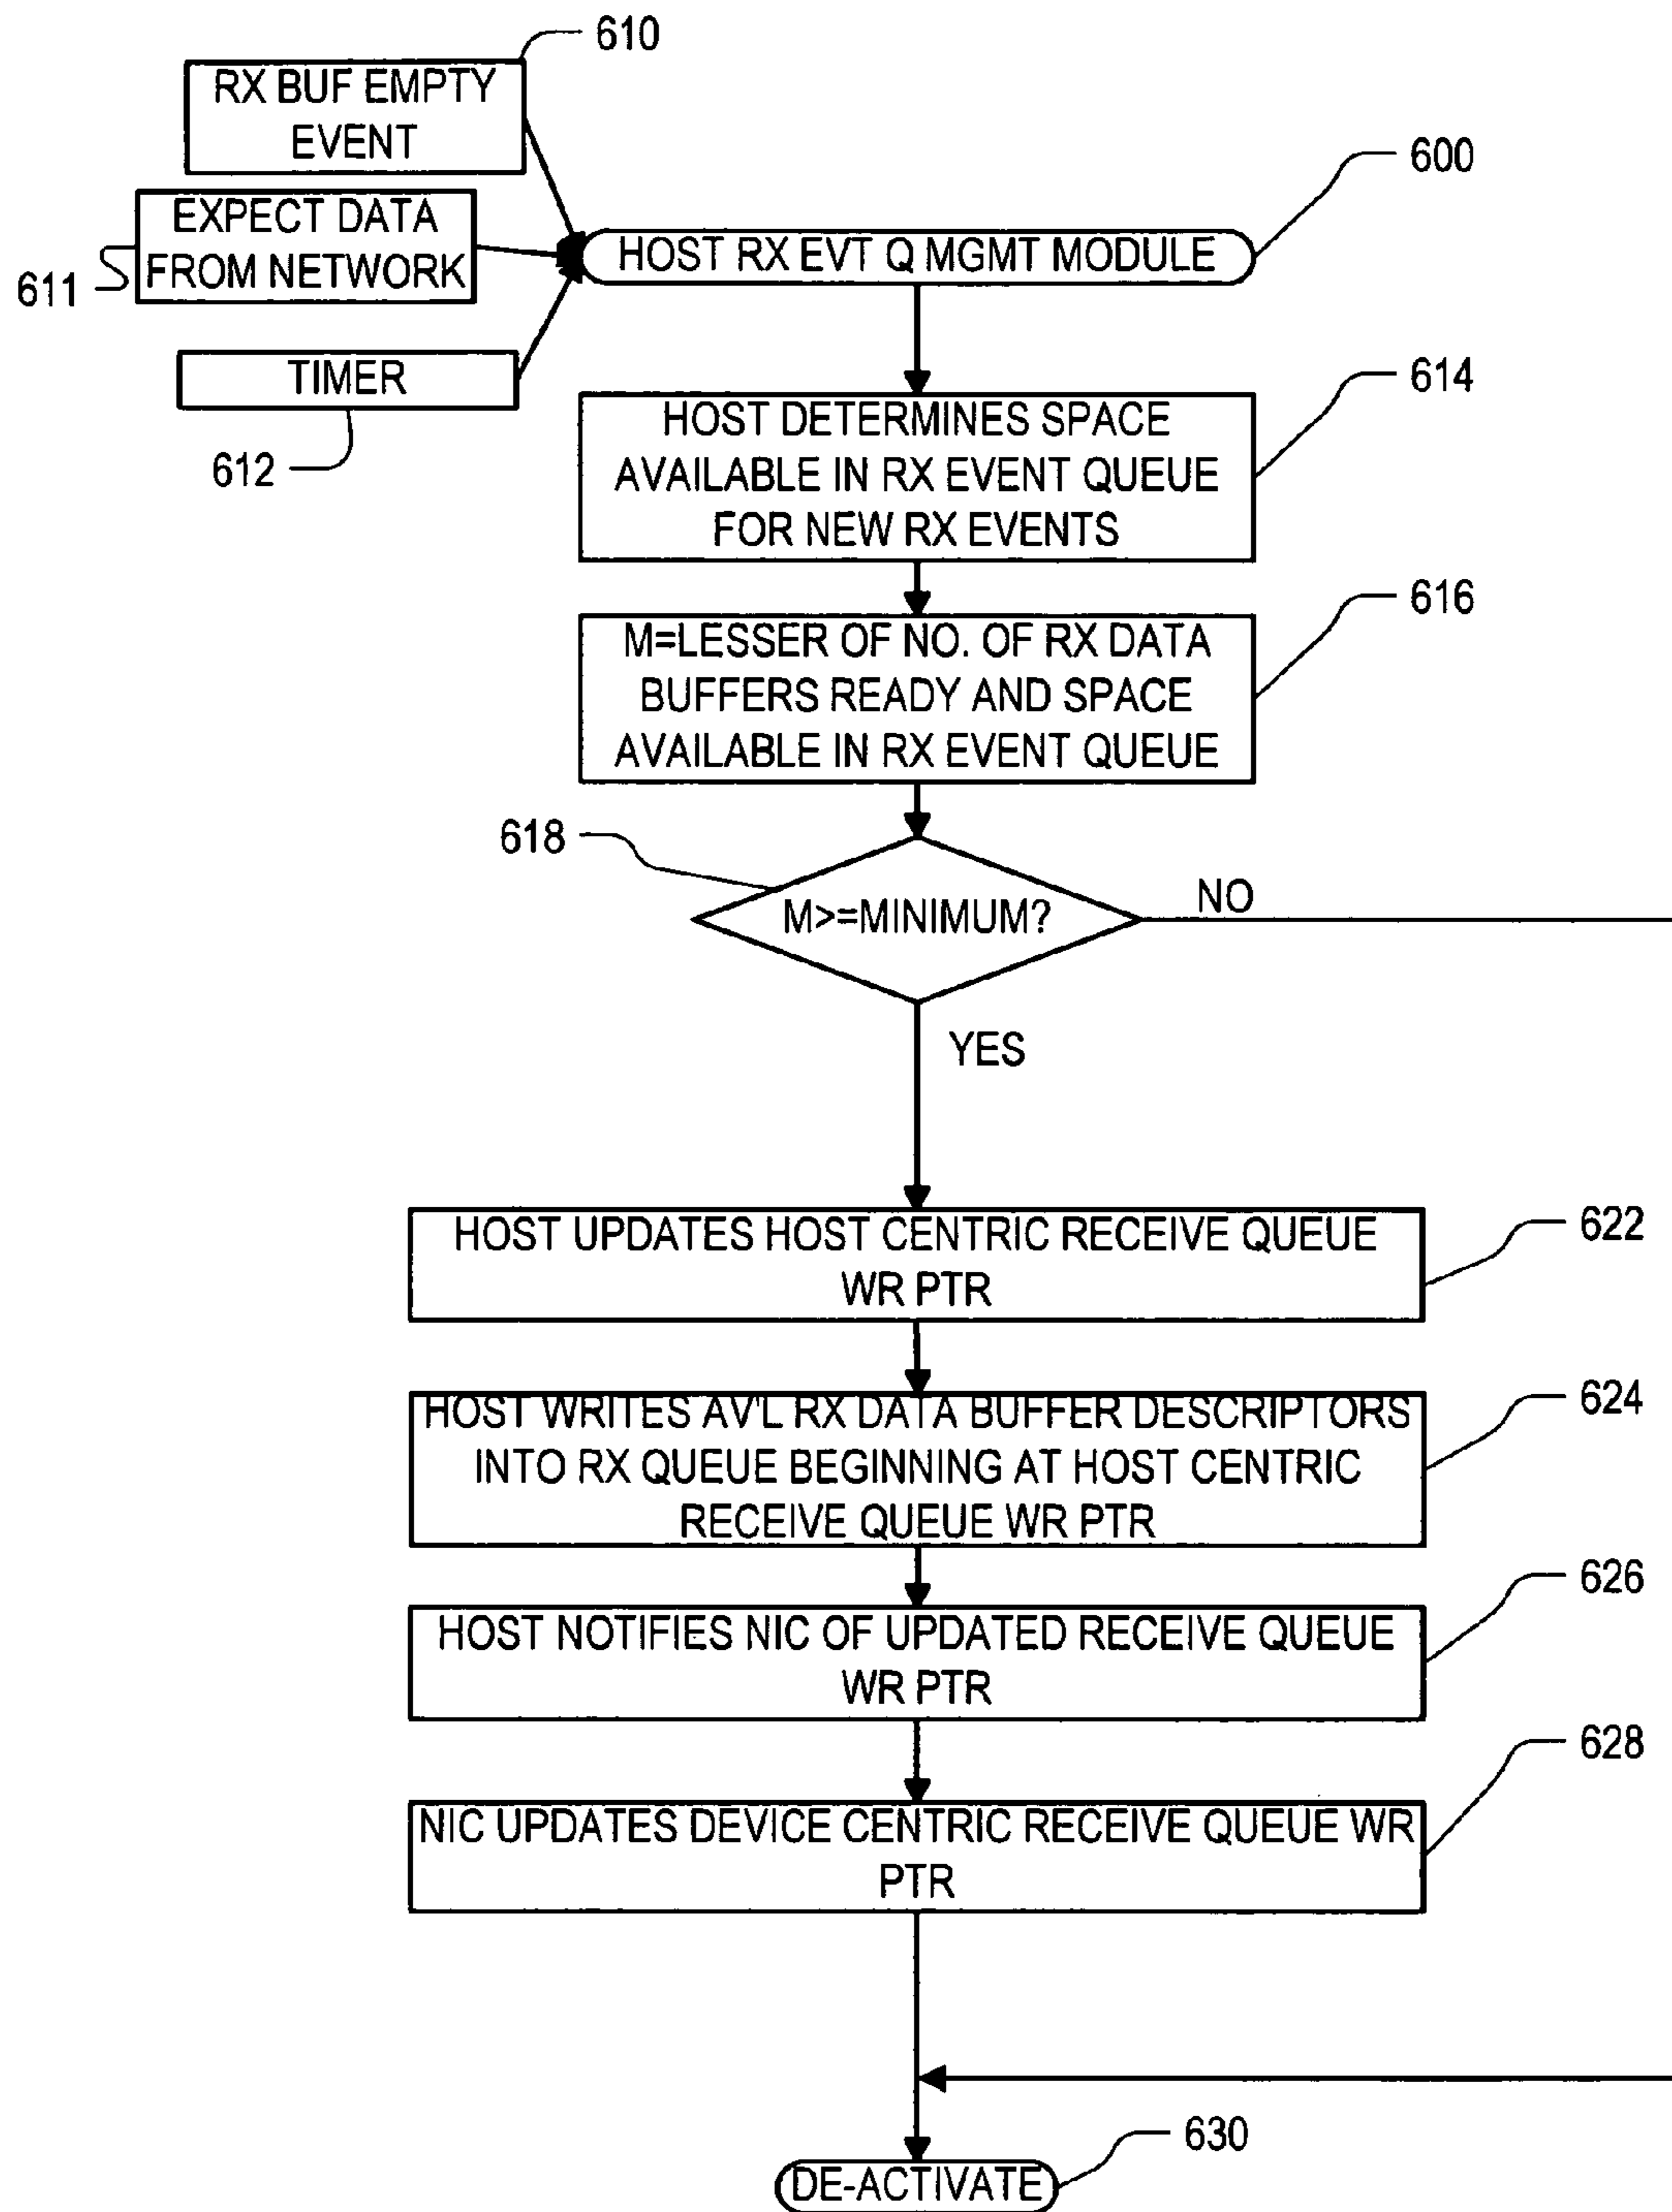 610
RX BUF EMPTY
EVENT
600
EXPECT DATA
FROM NETWORK
611
HOST RX EVT Q MGMT MODULE
TIMER
612
614
HOST DETERMINES SPACE
AVAILABLE IN RX EVENT QUEUE
FOR NEW RX EVENTS
616
M=LESSER OF NO. OF RX DATA
BUFFERS READY AND SPACE
AVAILABLE IN RX EVENT QUEUE
618
M>=MINIMUM?
NO
YES
622
HOST UPDATES HOST CENTRIC RECEIVE QUEUE
WR PTR
624
HOST WRITES AV'L RX DATA BUFFER DESCRIPTORS
INTO RX QUEUE BEGINNING AT HOST CENTRIC
RECEIVE QUEUE WR PTR
626
HOST NOTIFIES NIC OF UPDATED RECEIVE QUEUE
WR PTR
628
NIC UPDATES DEVICE CENTRIC RECEIVE QUEUE WR
PTR
630
DE-ACTIVATE